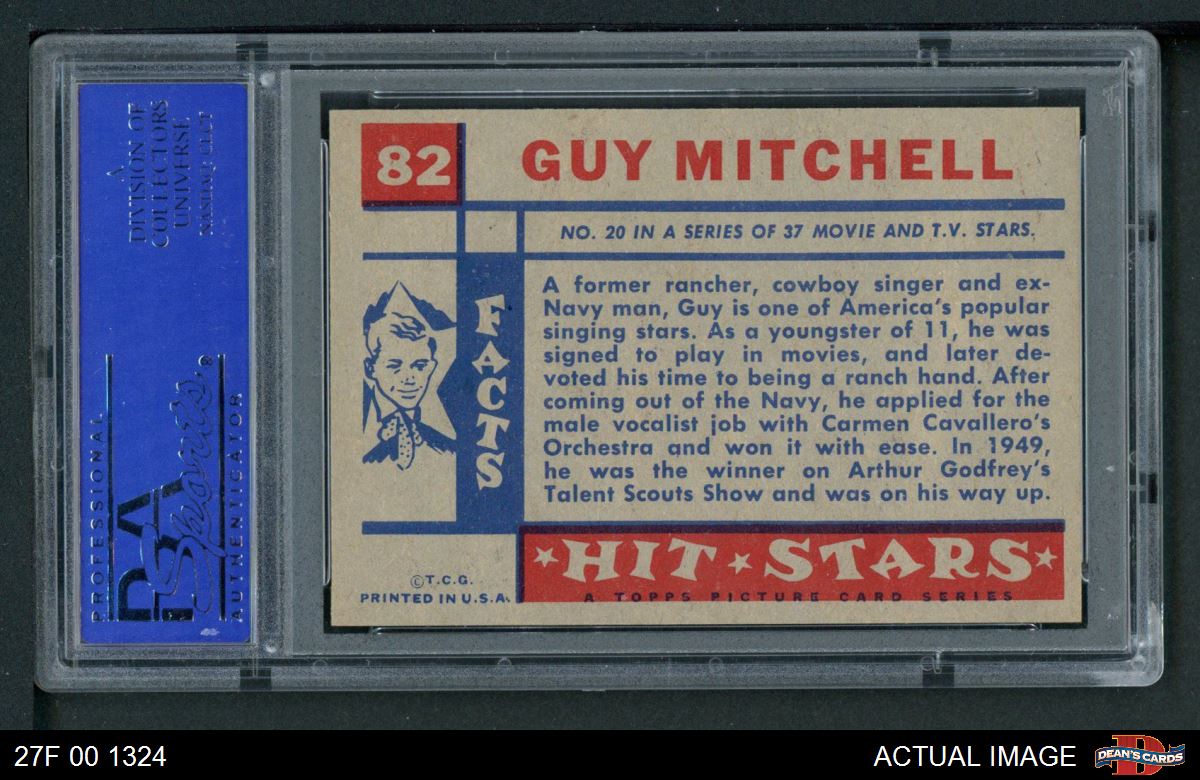 82
GUY MITCHELL
NO. 20 IN A SERIES OF 37 MOVIE AND T.V. STARS.
FACTS
A former rancher, cowboy singer and ex-
Navy man, Guy is one of America's popular
singing stars. As a youngster of 11, he was
signed to play in movies, and later de-
voted his time to being a ranch hand. After
coming out of the Navy, he applied for the
male vocalist job with Carmen Cavallero's
Orchestra and won it with ease. In 1949,
he was the winner on Arthur Godfrey's
Talent Scouts Show and was on his way up.
©T.C.G.
PRINTED IN U.S.A.
HIT★STARS
A TOPPS PICTURE CARD SERIES
A
DIVISION OF
COLLECTORS
UNIVERSE
NASDAQ: CLCT
PROFESSIONAL
PSA
Sports
AUTHENTICATOR
27F 00 1324
ACTUAL IMAGE
D
DEAN'S CARDS